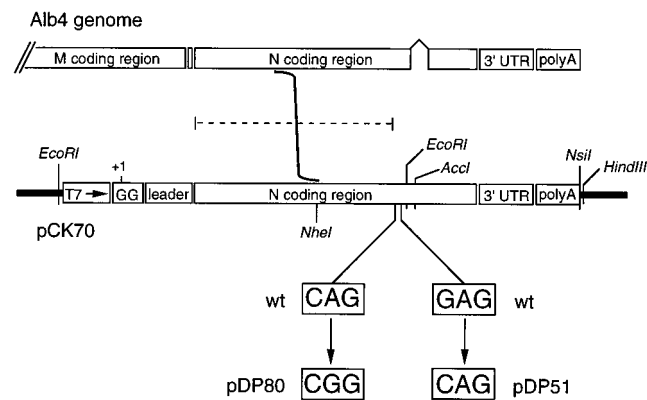 Alb4 genome
M coding region N coding region 3' UTR polyA
EcoRI +1 EcoRI AccI NsiI HindIII
T7 GG leader N coding region 3' UTR polyA
pCK70 NheI
wt CAG GAG wt
pDP80 CGG CAG pDP51